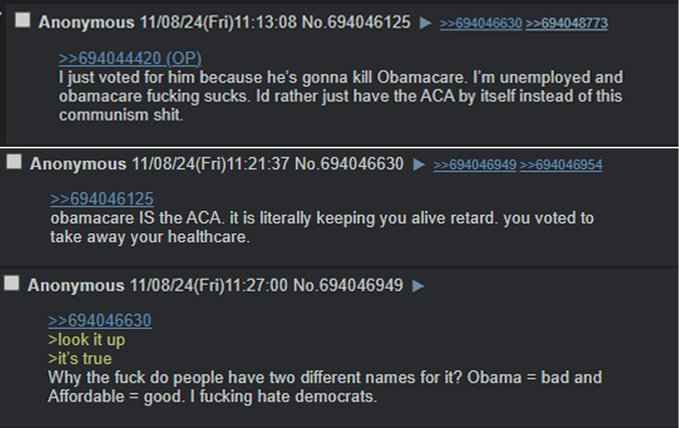 Anonymous 11/08/24(Fri)11:13:08 No.694046125 ▶ >>694046630 >>694048773
>>694044420 (OP)
I just voted for him because he's gonna kill Obamacare. I'm unemployed and
obamacare fucking sucks. Id rather just have the ACA by itself instead of this
communism shit.
Anonymous 11/08/24(Fri)11:21:37 No.694046630 ▶ >>694046949 >>694046954
>>694046125
obamacare IS the ACA. it is literally keeping you alive retard. you voted to
take away your healthcare.
Anonymous 11/08/24(Fri)11:27:00 No.694046949 ▶
>>694046630
>look it up
>it's true
Why the fuck do people have two different names for it? Obama = bad and
Affordable = good. I fucking hate democrats.